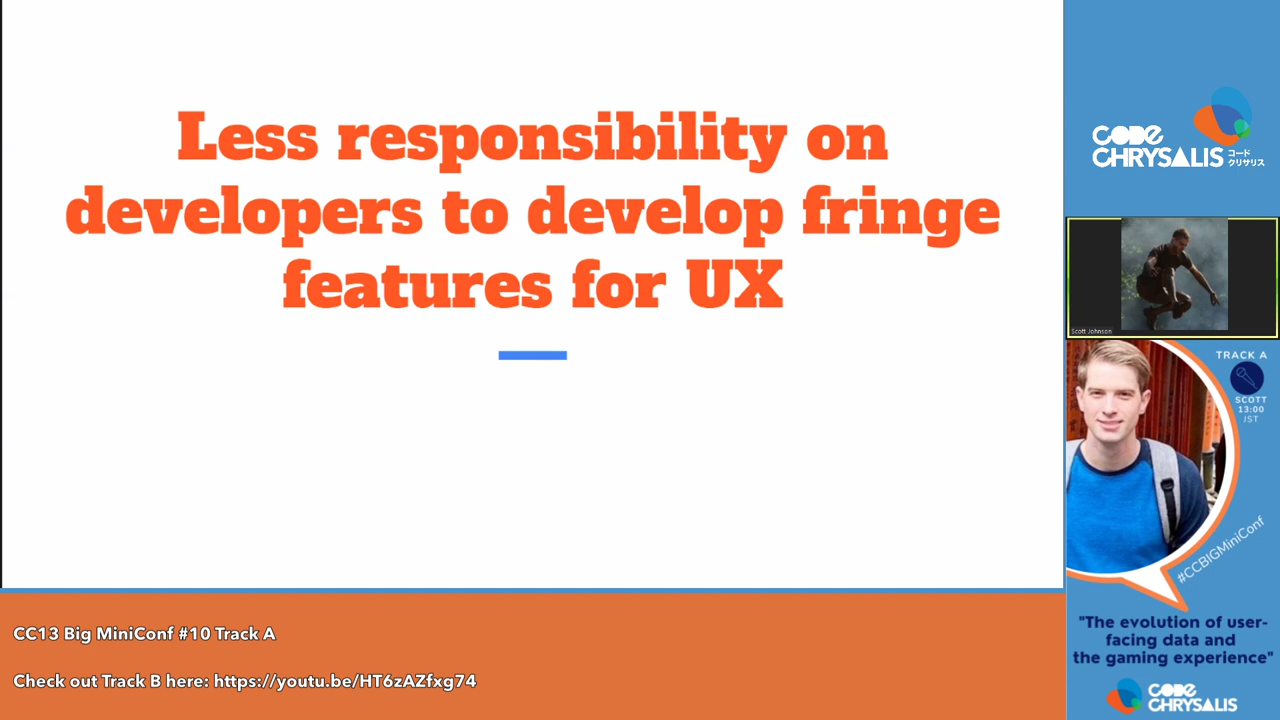 Less responsibility on
developers to develop fringe
features for UX
CODE
CHRYSALIS
コード
クリサリス
Scott Johnson
TRACK A
SCOTT
13:00
JST
#CCBIGMiniConf
"The evolution of user-
facing data and
the gaming experience"
CODE
CHRYSALIS
CC13 Big MiniConf #10 Track A
Check out Track B here: https://youtu.be/HT6zAZfxg74